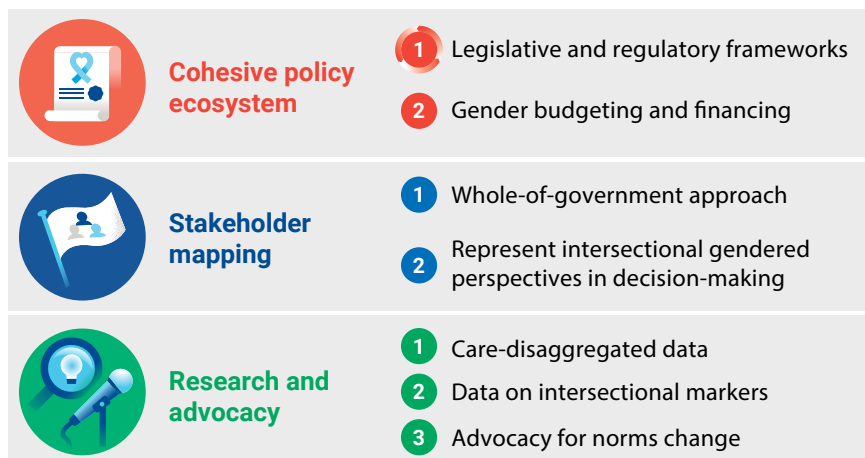 Cohesive policy
ecosystem
1 Legislative and regulatory frameworks
2 Gender budgeting and financing
Stakeholder
mapping
1 Whole-of-government approach
2 Represent intersectional gendered
perspectives in decision-making
Research and
advocacy
1 Care-disaggregated data
2 Data on intersectional markers
3 Advocacy for norms change